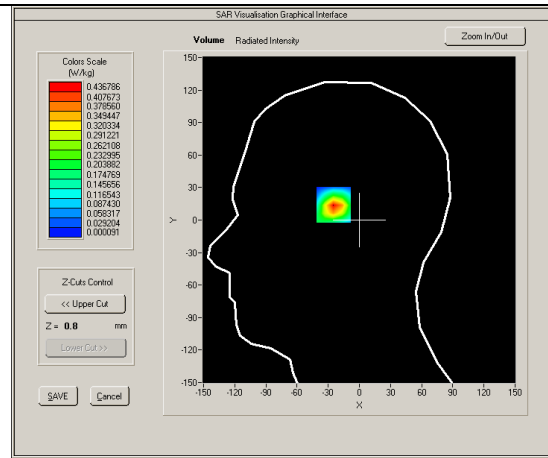 SAR Visualisation Graphical Interface
Volume Radiated Intensity
Zoom In/Out
Colors Scale
(W/kg)
0.436786
0.407673
0.378560
0.349447
0.320334
0.291221
0.262108
0.232995
0.203882
0.174769
0.145656
0.116543
0.087430
0.058317
0.029204
0.000091
Z-Cuts Control
<< Upper Cut
Z = 0.8 mm
Lower Cut >>
SAVE Cancel
150
120
90
60
30
0
-30
-60
-90
-120
-150
Y
-150 -120 -90 -60 -30 0 30 60 90 120 150
X